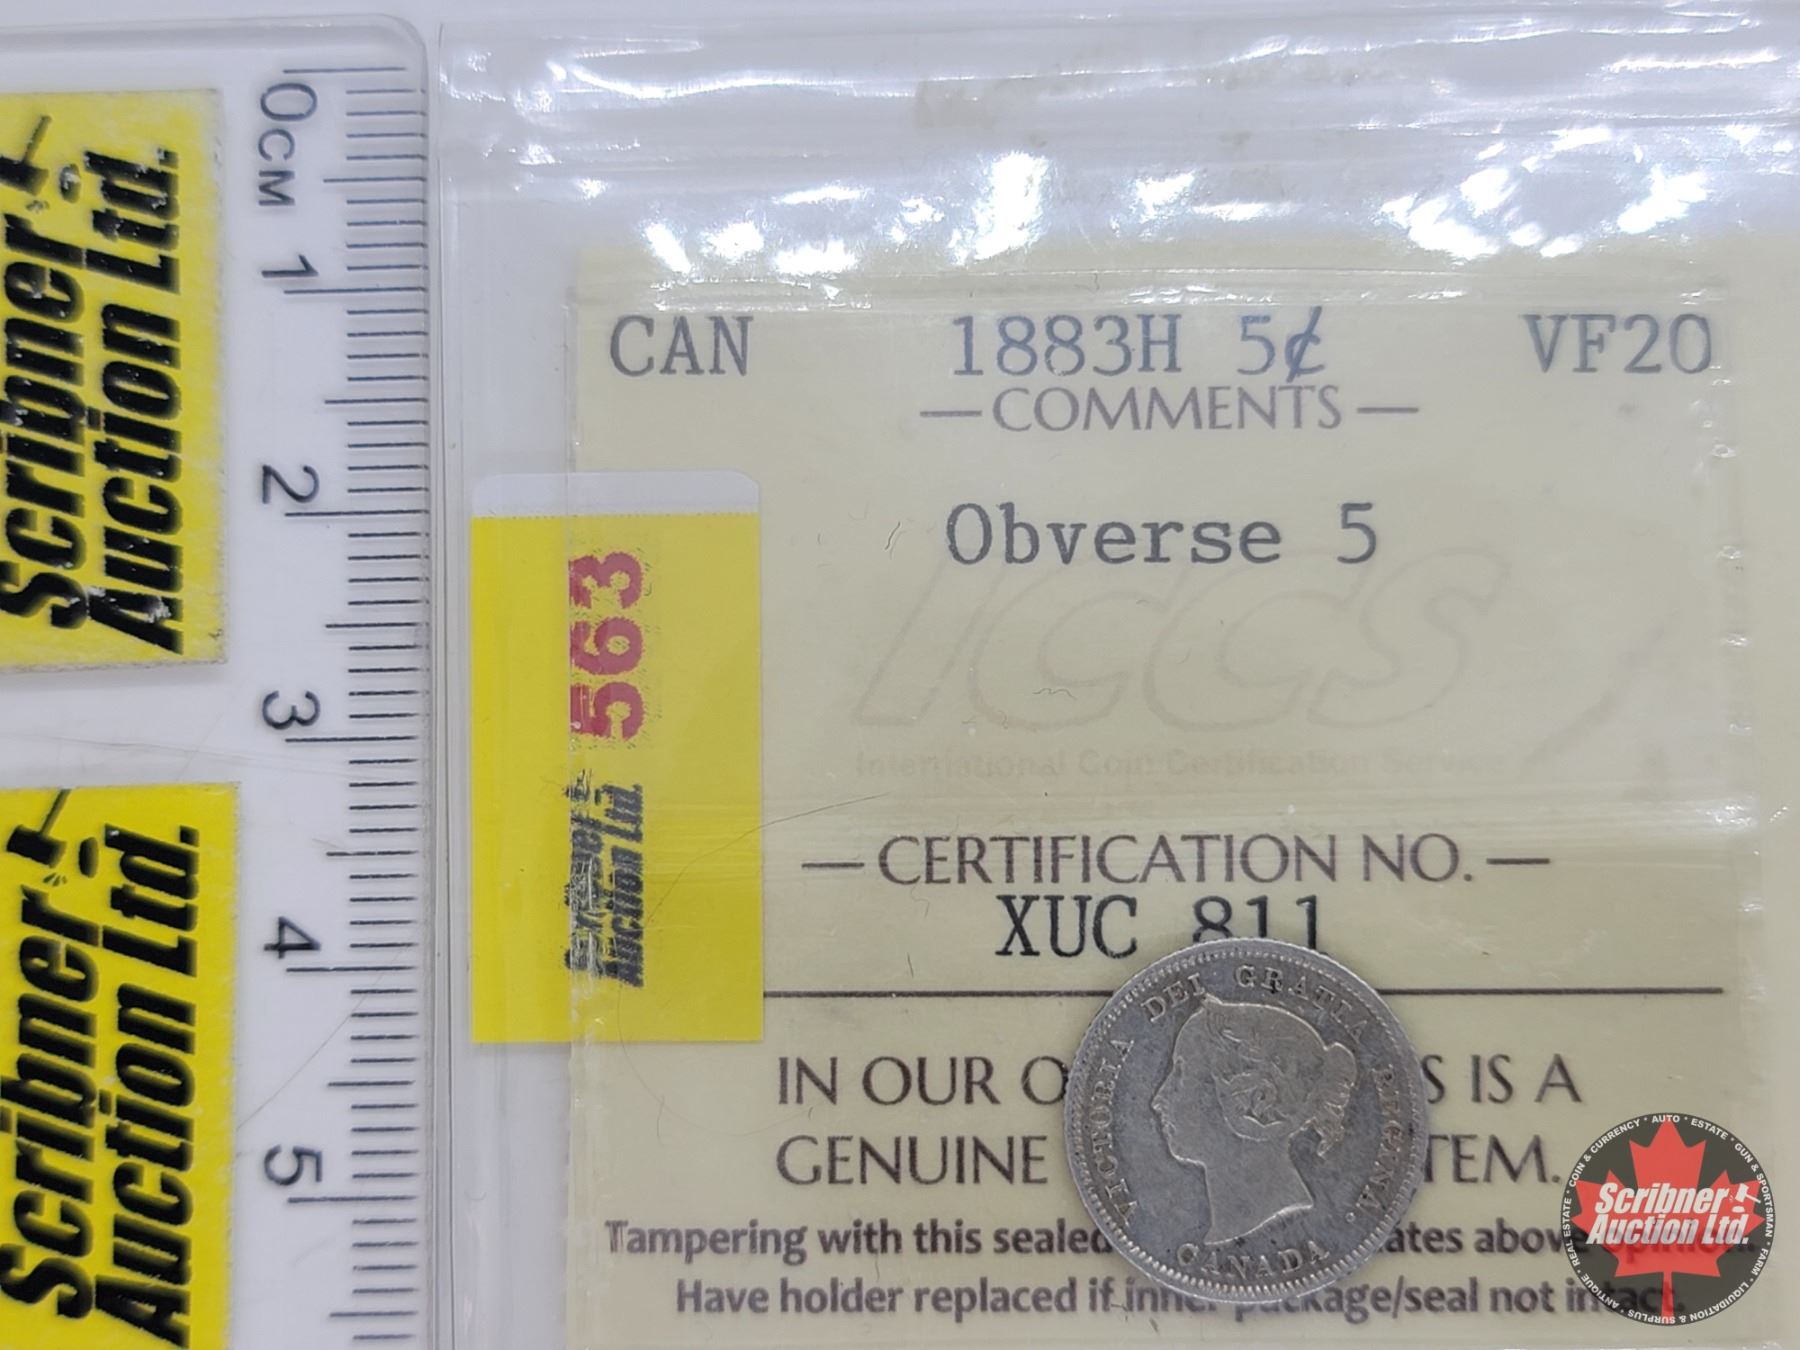 Scribner
Auction Ltd.
Scribner
Auction Ltd.
0CM 1 2 3 4 5
CAN 1883H 5¢ VF20
— COMMENTS —
Obverse 5
ICCS
International Coin Certification Service
563
Scribner
Auction Ltd.
— CERTIFICATION NO. —
XUC 811
IN OUR S IS A
GENUINE TEM.
Tampering with this sealed above opinion.
Have holder replaced if inner package/seal not intact.
VICTORIA DEI GRATIA REGINA.
CANADA
Scribner
Auction Ltd.
COIN & CURRENCY • AUTO • ESTATE • GUN & SPORTSMAN • FARM • LIQUIDATION & SURPLUS • ANTIQUE • REAL ESTATE •